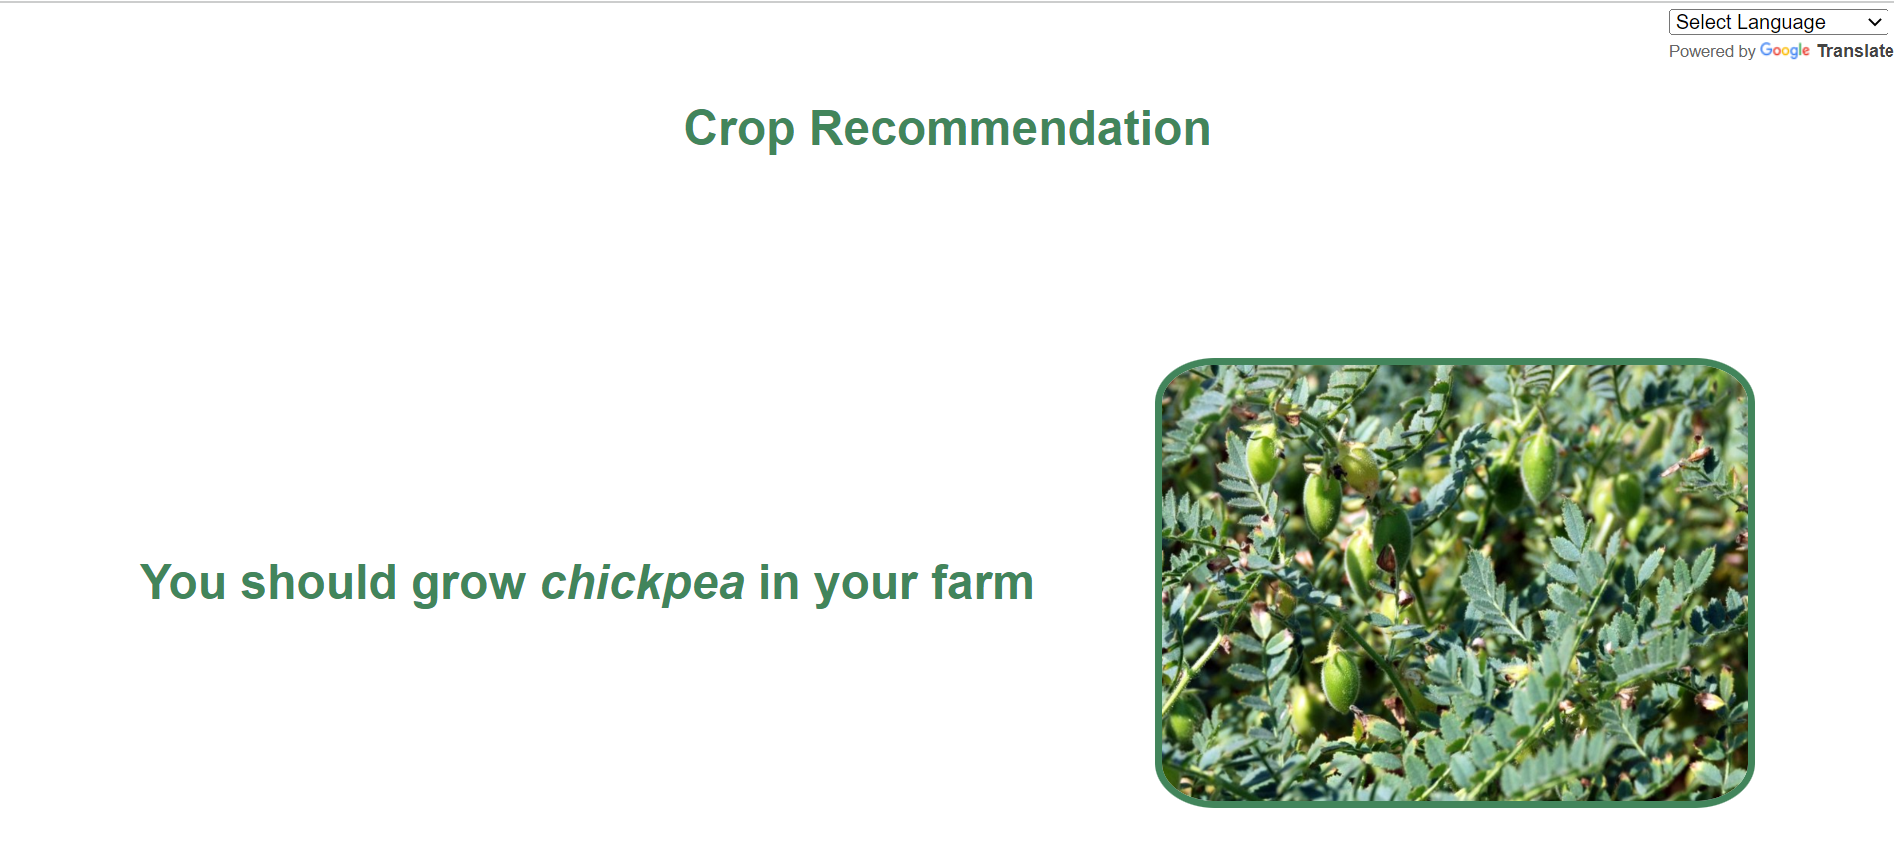 Select Language
Powered by Google Translate
Crop Recommendation
You should grow chickpea in your farm